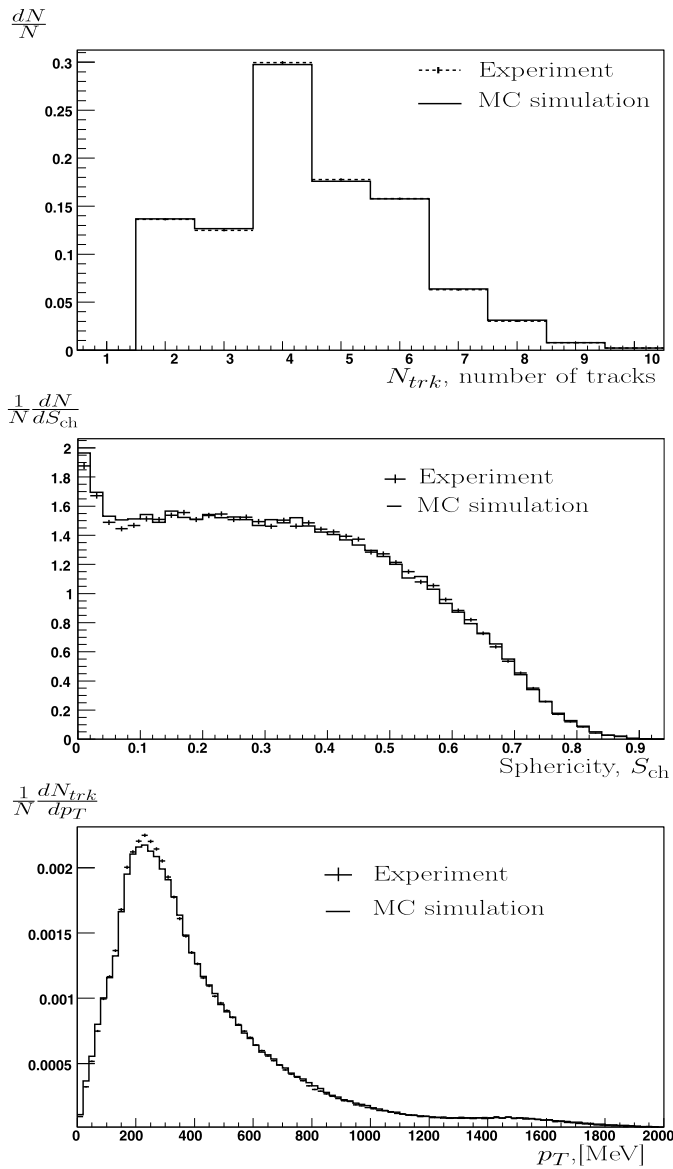 dN/N
0.3
0.25
0.2
0.15
0.1
0.05
0
Experiment
MC simulation
1 2 3 4 5 6 7 8 9 10
N_trk, number of tracks
1/N dN/dS_ch
2
1.8
1.6
1.4
1.2
1
0.8
0.6
0.4
0.2
0
Experiment
MC simulation
0 0.1 0.2 0.3 0.4 0.5 0.6 0.7 0.8 0.9
Sphericity, S_ch
1/N dN_trk/dp_T
0.002
0.0015
0.001
0.0005
Experiment
MC simulation
0 200 400 600 800 1000 1200 1400 1600 1800 2000
p_T,[MeV]